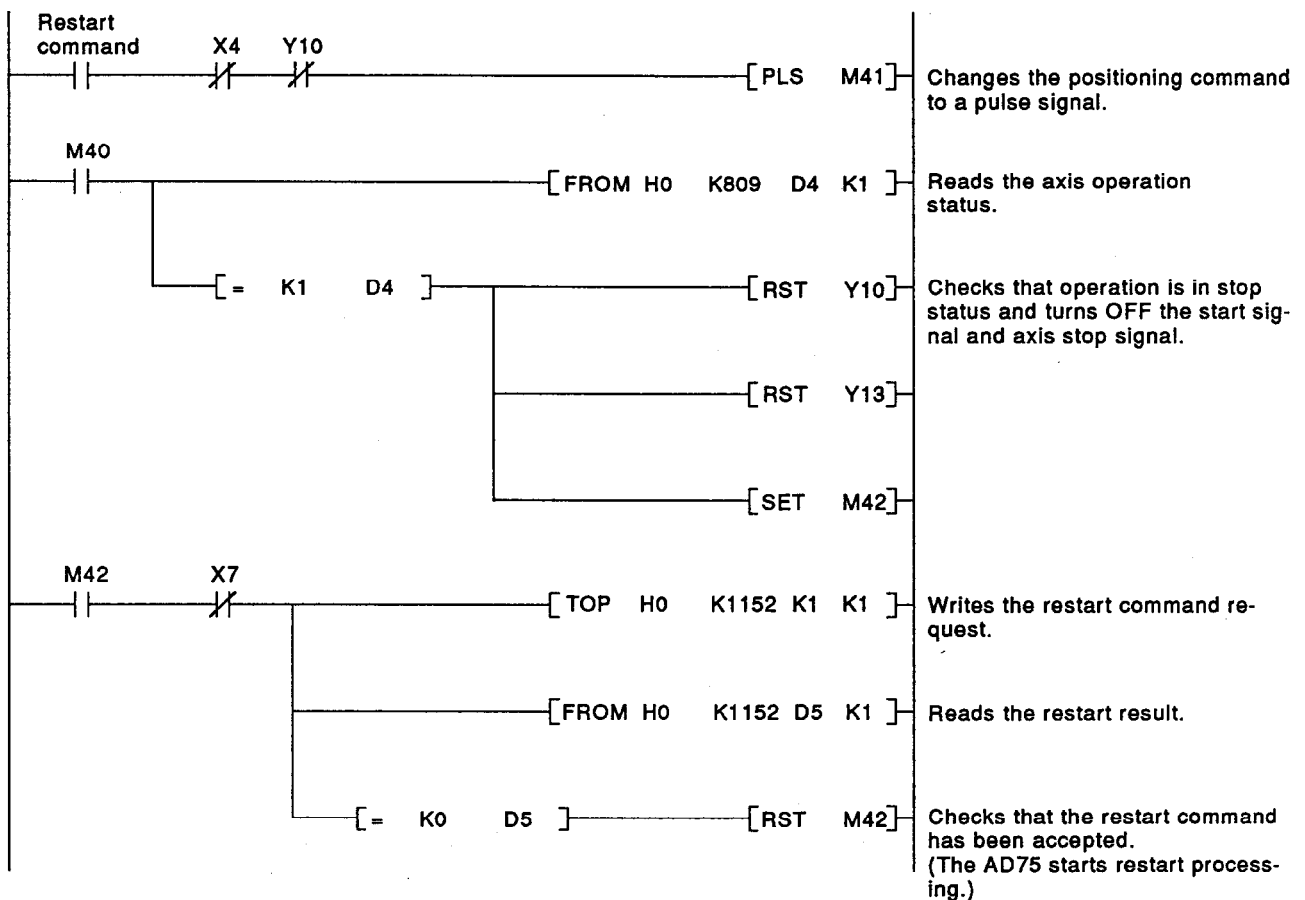 Restart
command X4 Y10
[PLS M41] Changes the positioning command
to a pulse signal.
M40
[FROM H0 K809 D4 K1] Reads the axis operation
status.
[= K1 D4] [RST Y10] Checks that operation is in stop
status and turns OFF the start sig-
nal and axis stop signal.
[RST Y13]
[SET M42]
M42 X7
[TOP H0 K1152 K1 K1] Writes the restart command re-
quest.
[FROM H0 K1152 D5 K1] Reads the restart result.
[= K0 D5] [RST M42] Checks that the restart command
has been accepted.
(The AD75 starts restart process-
ing.)